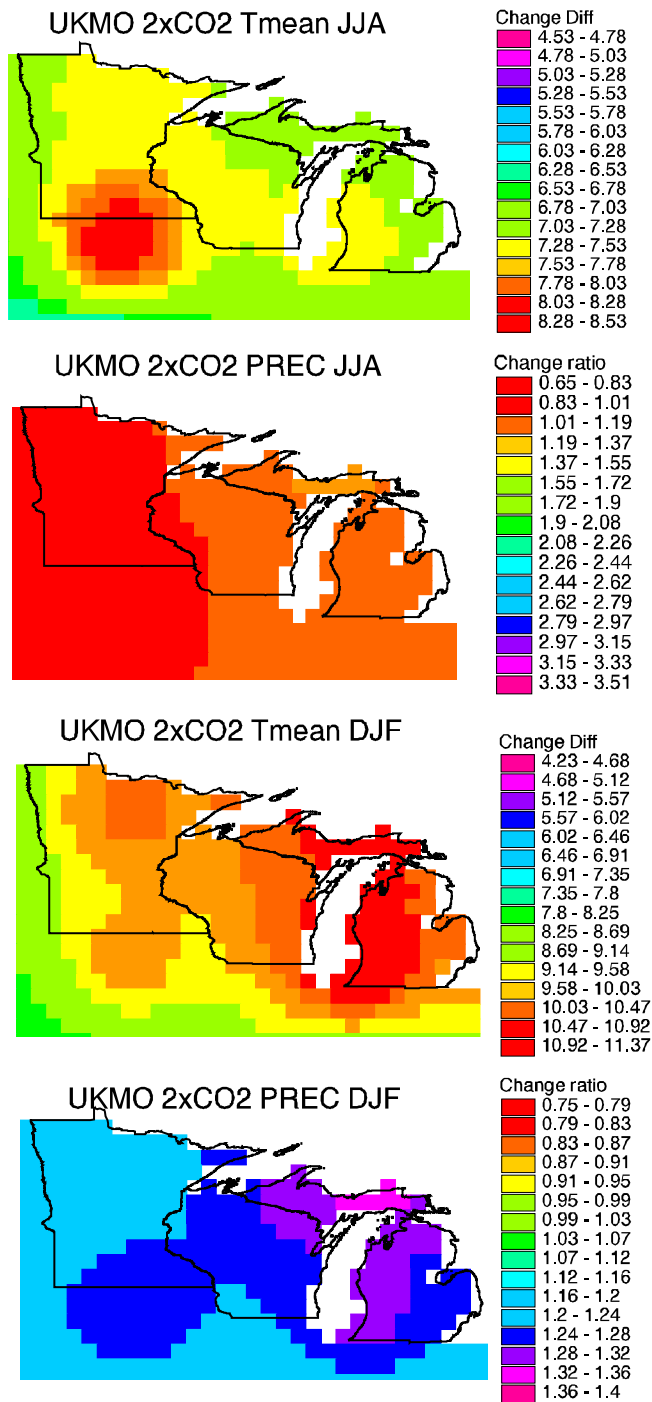 UKMO 2xCO2 Tmean JJA
Change Diff
4.53 - 4.78
4.78 - 5.03
5.03 - 5.28
5.28 - 5.53
5.53 - 5.78
5.78 - 6.03
6.03 - 6.28
6.28 - 6.53
6.53 - 6.78
6.78 - 7.03
7.03 - 7.28
7.28 - 7.53
7.53 - 7.78
7.78 - 8.03
8.03 - 8.28
8.28 - 8.53
UKMO 2xCO2 PREC JJA
Change ratio
0.65 - 0.83
0.83 - 1.01
1.01 - 1.19
1.19 - 1.37
1.37 - 1.55
1.55 - 1.72
1.72 - 1.9
1.9 - 2.08
2.08 - 2.26
2.26 - 2.44
2.44 - 2.62
2.62 - 2.79
2.79 - 2.97
2.97 - 3.15
3.15 - 3.33
3.33 - 3.51
UKMO 2xCO2 Tmean DJF
Change Diff
4.23 - 4.68
4.68 - 5.12
5.12 - 5.57
5.57 - 6.02
6.02 - 6.46
6.46 - 6.91
6.91 - 7.35
7.35 - 7.8
7.8 - 8.25
8.25 - 8.69
8.69 - 9.14
9.14 - 9.58
9.58 - 10.03
10.03 - 10.47
10.47 - 10.92
10.92 - 11.37
UKMO 2xCO2 PREC DJF
Change ratio
0.75 - 0.79
0.79 - 0.83
0.83 - 0.87
0.87 - 0.91
0.91 - 0.95
0.95 - 0.99
0.99 - 1.03
1.03 - 1.07
1.07 - 1.12
1.12 - 1.16
1.16 - 1.2
1.2 - 1.24
1.24 - 1.28
1.28 - 1.32
1.32 - 1.36
1.36 - 1.4